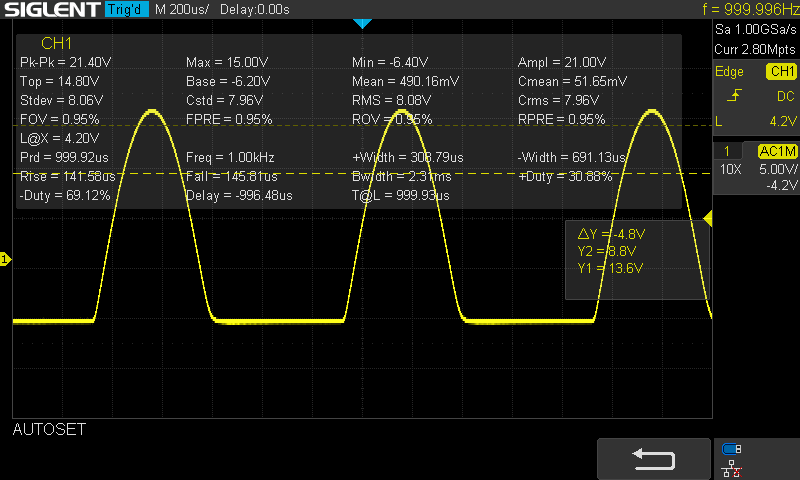 SIGLENT Trig'd M 200us/ Delay:0.00s f = 999.996Hz
Sa 1.00GSa/s
Curr 2.80Mpts
CH1
Pk-Pk = 21.40V Max = 15.00V Min = -6.40V Ampl = 21.00V
Top = 14.80V Base = -6.20V Mean = 490.16mV Cmean = 51.65mV
Stdev = 8.06V Cstd = 7.96V RMS = 8.08V Crms = 7.96V
FOV = 0.95% FPRE = 0.95% ROV = 0.95% RPRE = 0.95%
L@X = 4.20V
Prd = 999.92us Freq = 1.00kHz +Width = 308.79us -Width = 691.13us
Rise = 141.58us Fall = 145.81us Bwidth = 2.31ms +Duty = 30.88%
-Duty = 69.12% Delay = -996.48us T@L = 999.93us
Edge CH1
DC
L 4.2V
1 AC1M
10X 5.00V/
-4.2V
△Y = -4.8V
Y2 = 8.8V
Y1 = 13.6V
1
AUTOSET